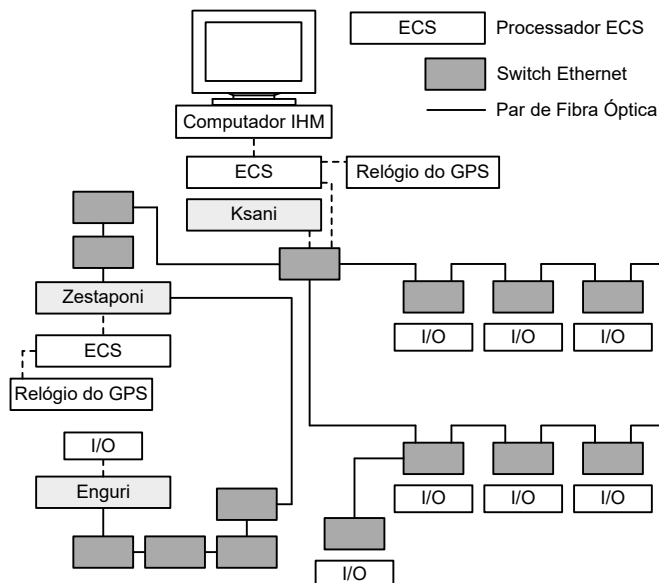 ECS
Processador ECS
Switch Ethernet
Par de Fibra Óptica
Computador IHM
ECS
Relógio do GPS
Ksani
Zestaponi
I/O
I/O
I/O
ECS
Relógio do GPS
I/O
Enguri
I/O
I/O
I/O
I/O